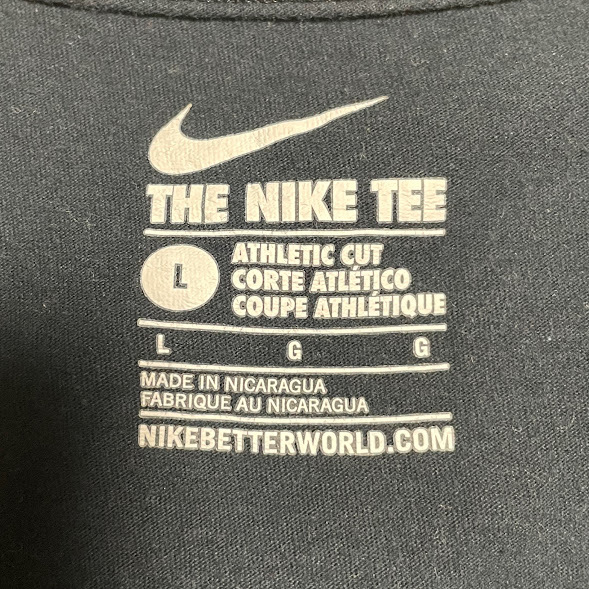 THE NIKE TEE
L
ATHLETIC CUT
CORTE ATLÉTICO
COUPE ATHLÉTIQUE
L G G
MADE IN NICARAGUA
FABRIQUE AU NICARAGUA
NIKEBETTERWORLD.COM